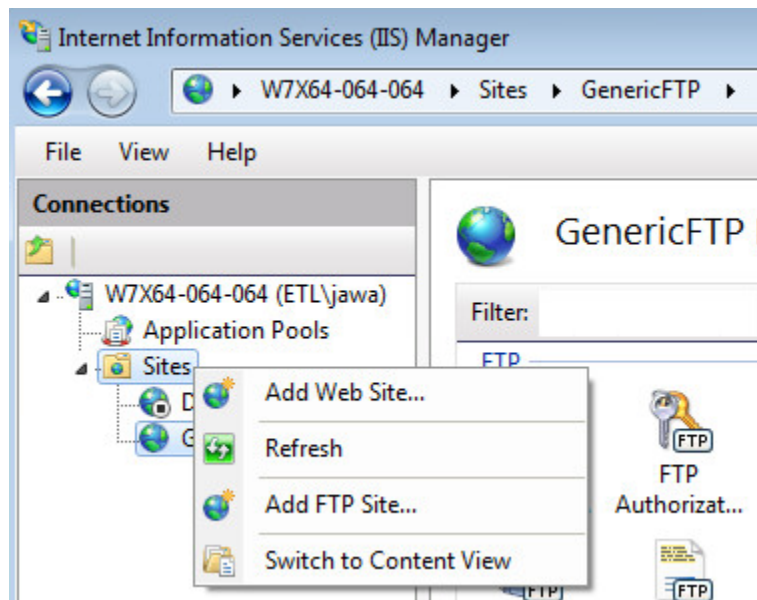 Internet Information Services (IIS) Manager
W7X64-064-064 Sites GenericFTP
File View Help
Connections
GenericFTP
Filter:
W7X64-064-064 (ETL\jawa)
Application Pools
Sites
FTP
D
G
Add Web Site...
Refresh
Add FTP Site...
Switch to Content View
FTP
FTP
Authorizat...
FTP
FTP